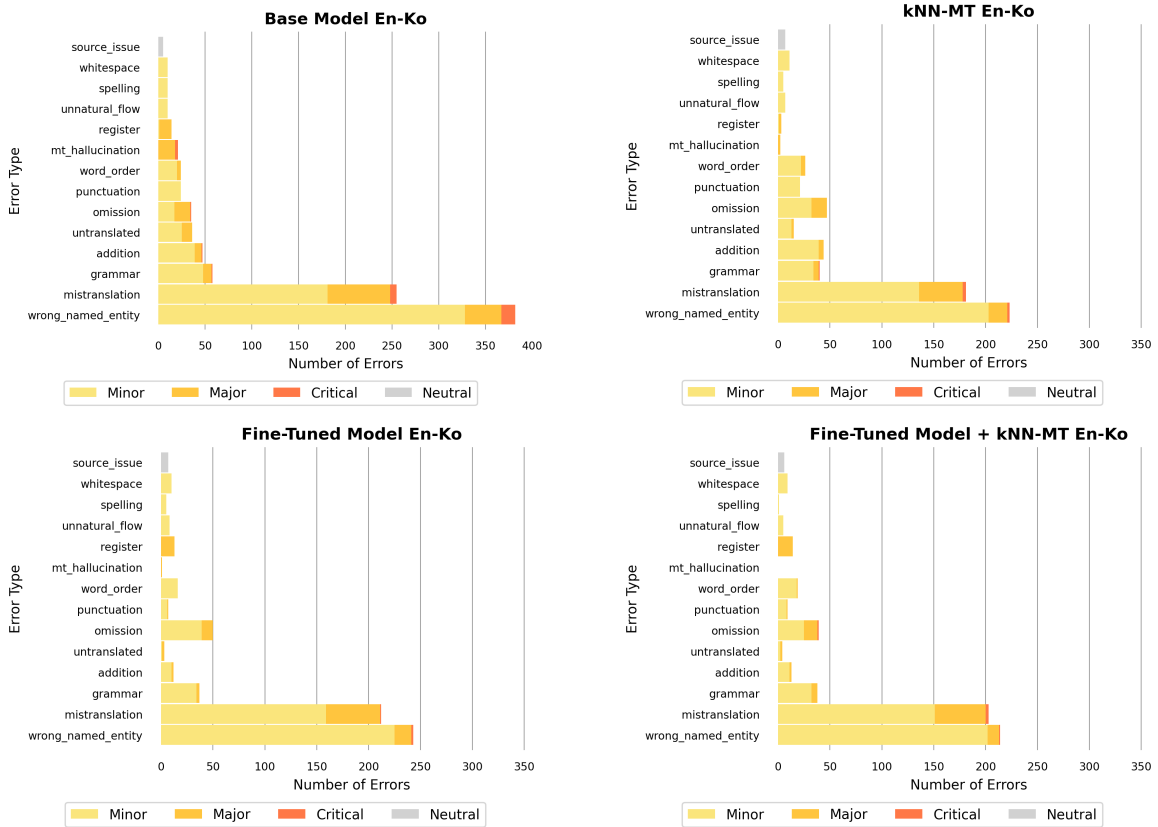 Base Model En-Ko
Error Type
source_issue
whitespace
spelling
unnatural_flow
register
mt_hallucination
word_order
punctuation
omission
untranslated
addition
grammar
mistranslation
wrong_named_entity
0 50 100 150 200 250 300 350 400
Number of Errors
Minor Major Critical Neutral
kNN-MT En-Ko
Error Type
source_issue
whitespace
spelling
unnatural_flow
register
mt_hallucination
word_order
punctuation
omission
untranslated
addition
grammar
mistranslation
wrong_named_entity
0 50 100 150 200 250 300 350
Number of Errors
Minor Major Critical Neutral
Fine-Tuned Model En-Ko
Error Type
source_issue
whitespace
spelling
unnatural_flow
register
mt_hallucination
word_order
punctuation
omission
untranslated
addition
grammar
mistranslation
wrong_named_entity
0 50 100 150 200 250 300 350
Number of Errors
Minor Major Critical Neutral
Fine-Tuned Model + kNN-MT En-Ko
Error Type
source_issue
whitespace
spelling
unnatural_flow
register
mt_hallucination
word_order
punctuation
omission
untranslated
addition
grammar
mistranslation
wrong_named_entity
0 50 100 150 200 250 300 350
Number of Errors
Minor Major Critical Neutral